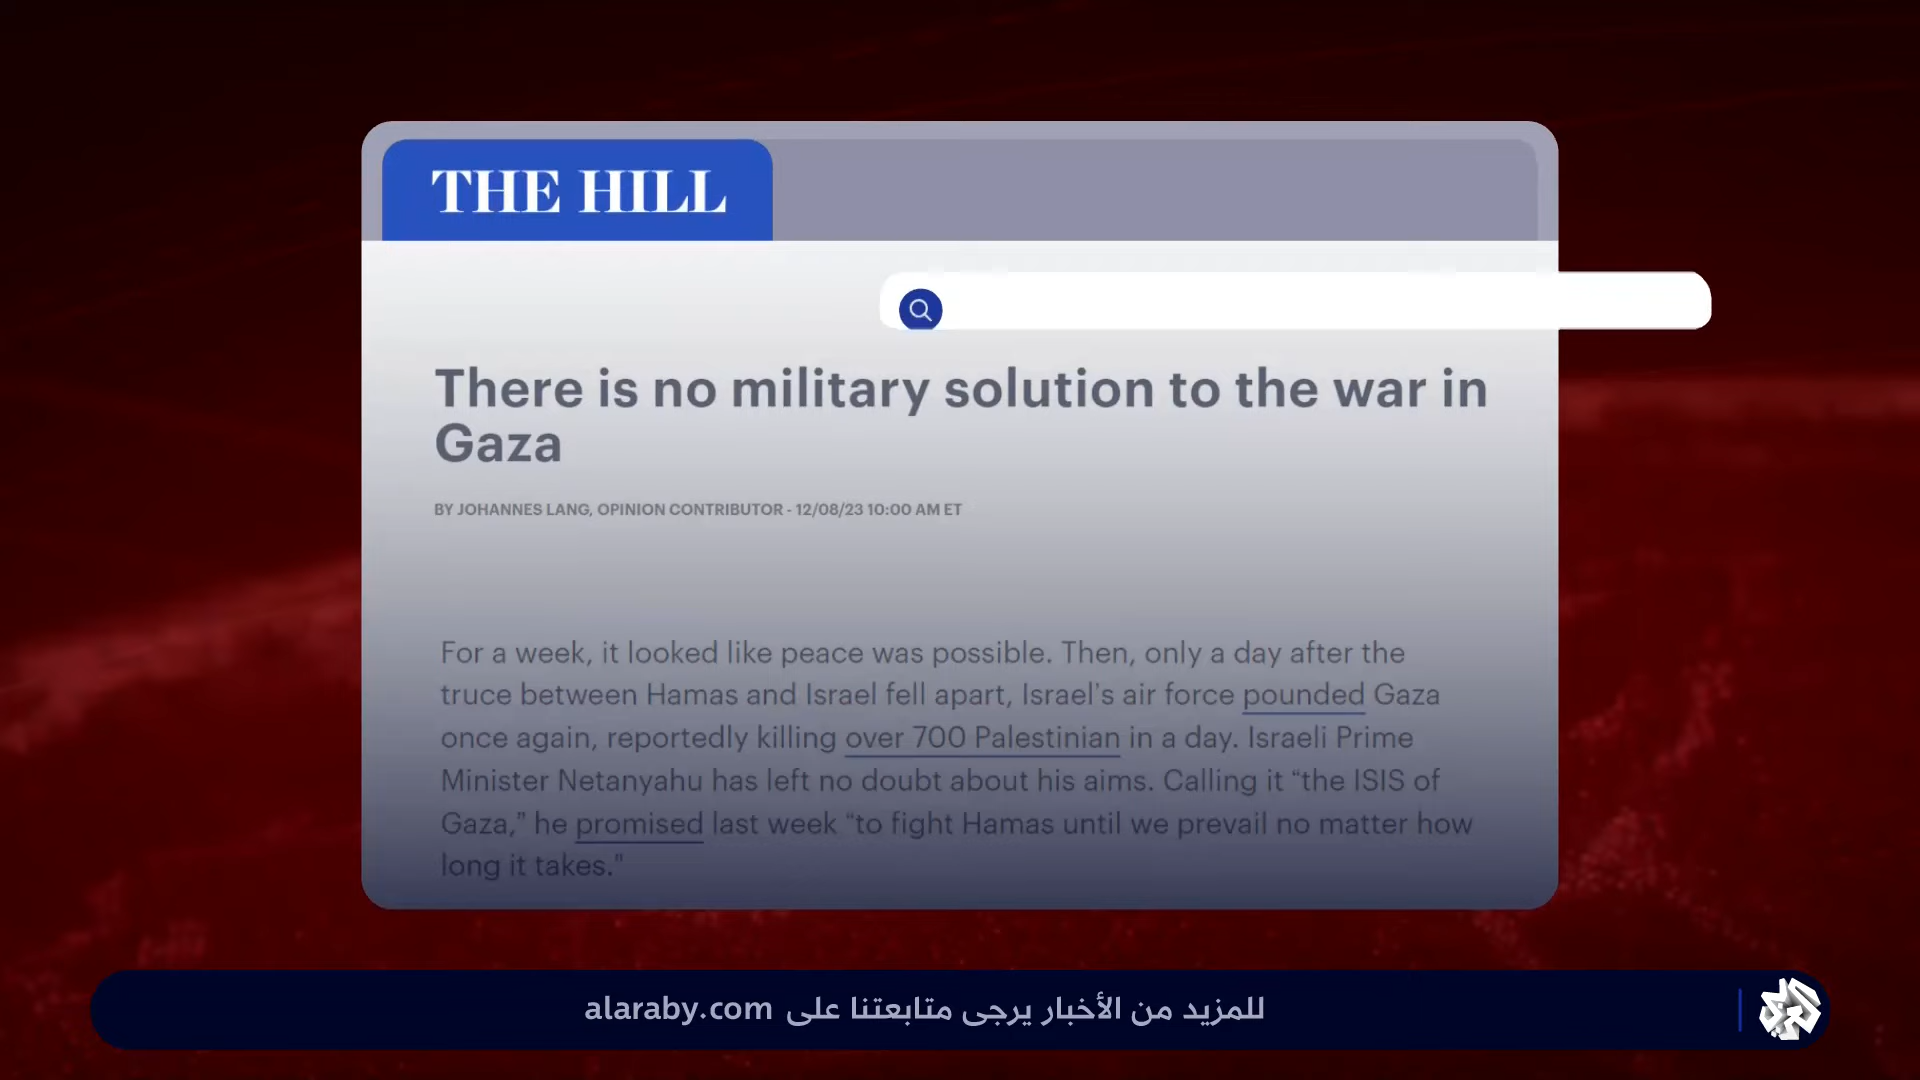 THE HILL
There is no military solution to the war in
Gaza
BY JOHANNES LANG, OPINION CONTRIBUTOR - 12/08/23 10:00 AM ET
For a week, it looked like peace was possible. Then, only a day after the
truce between Hamas and Israel fell apart, Israel's air force pounded Gaza
once again, reportedly killing over 700 Palestinian in a day. Israeli Prime
Minister Netanyahu has left no doubt about his aims. Calling it “the ISIS of
Gaza,” he promised last week “to fight Hamas until we prevail no matter how
long it takes.”
للمزيد من الأخبار يرجى متابعتنا على alaraby.com